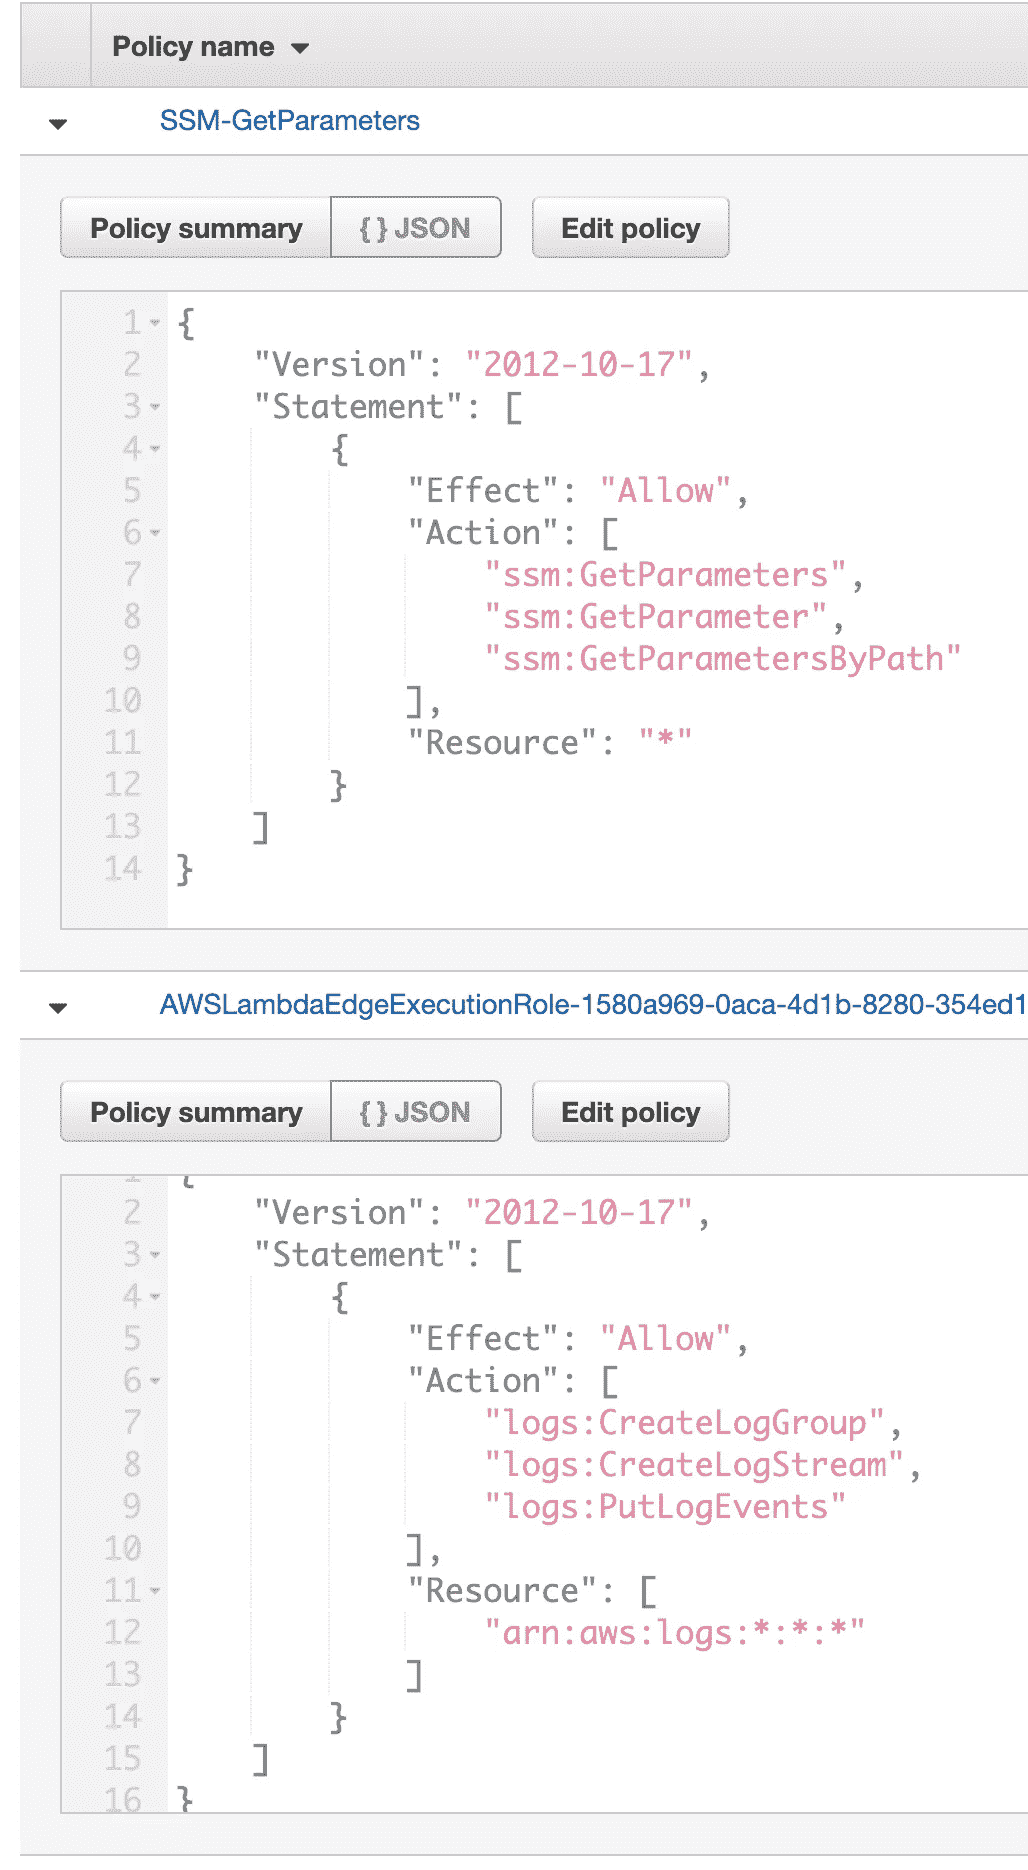 Policy name
SSM-GetParameters
Policy summary {} JSON Edit policy
1 {
2 "Version": "2012-10-17",
3 "Statement": [
4 {
5 "Effect": "Allow",
6 "Action": [
7 "ssm:GetParameters",
8 "ssm:GetParameter",
9 "ssm:GetParametersByPath"
10 ],
11 "Resource": "*"
12 }
13 ]
14 }
AWSLambdaEdgeExecutionRole-1580a969-0aca-4d1b-8280-354ed1
Policy summary {} JSON Edit policy
1 {
2 "Version": "2012-10-17",
3 "Statement": [
4 {
5 "Effect": "Allow",
6 "Action": [
7 "logs:CreateLogGroup",
8 "logs:CreateLogStream",
9 "logs:PutLogEvents"
10 ],
11 "Resource": [
12 "arn:aws:logs:*:*:*"
13 ]
14 }
15 ]
16 }